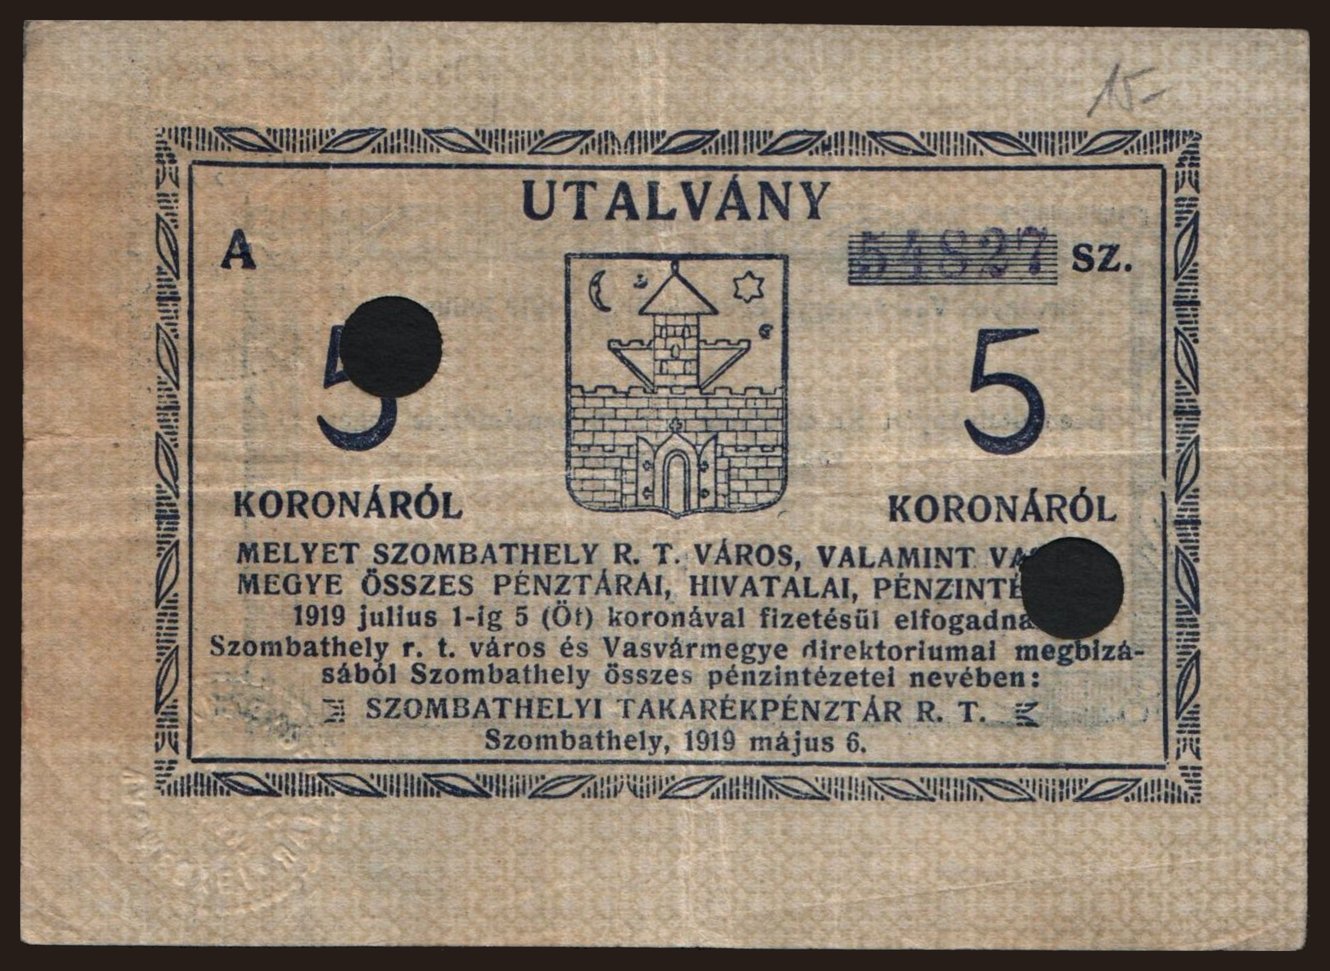 15-
UTALVÁNY
A 54827 SZ.
5 5
KORONÁRÓL KORONÁRÓL
MELYET SZOMBATHELY R. T. VÁROS, VALAMINT
MEGYE ÖSSZES PÉNZTÁRAI, HIVATALAI,
1919 julius 1-ig 5 (Öt) koronával fizetésül
Szombathely r. t. város és Vasvármegye direktoriumai megbizá-
sából Szombathely összes pénzintézetei nevében:
SZOMBATHELYI TAKARÉKPÉNZTÁR R. T.
Szombathely, 1919 május 6.